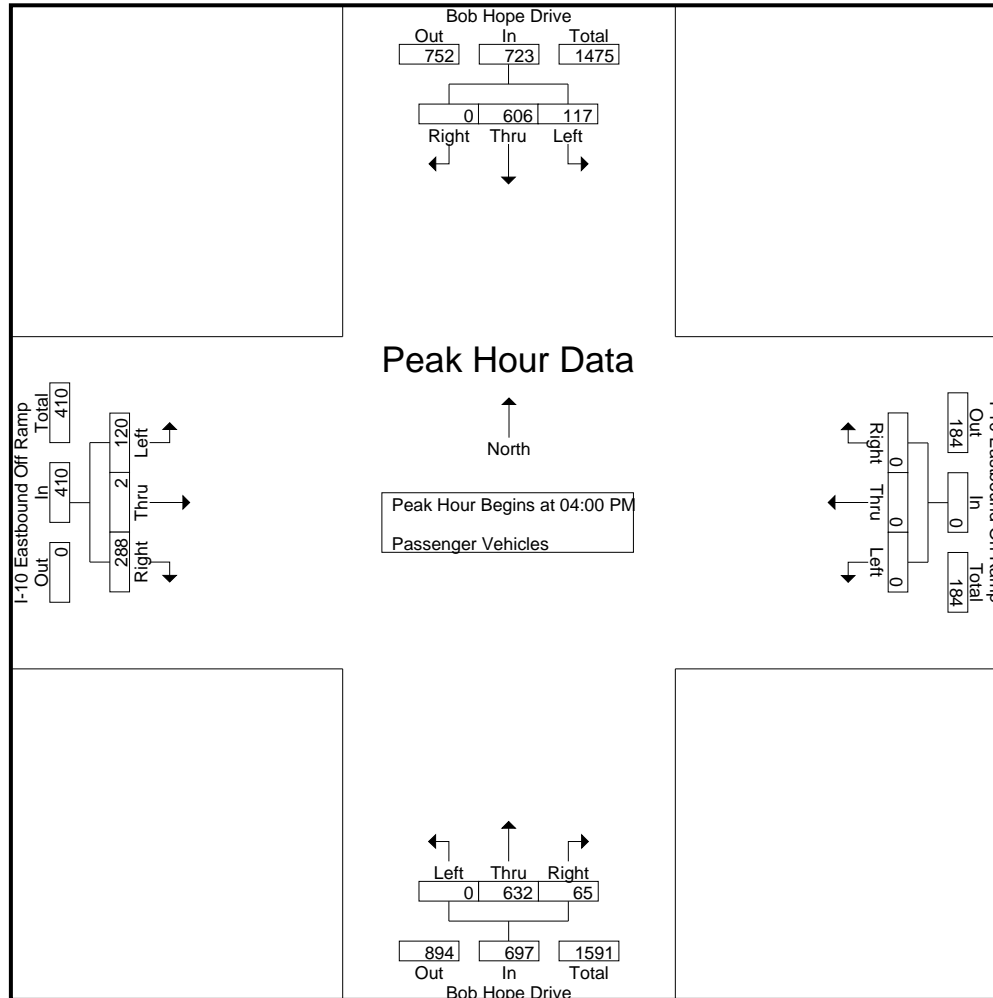 Bob Hope Drive
Out In Total
752 723 1475
0 606 117
Right Thru Left
Peak Hour Data
North
Peak Hour Begins at 04:00 PM
Passenger Vehicles
I-10 Eastbound Off Ramp
Total In Out
410 410 0
120 2 288
Left Thru Right
Right Thru Left
0 0 0
184 0 184
Out In Total
Left Thru Right
0 632 65
894 697 1591
Out In Total
Bob Hope Drive